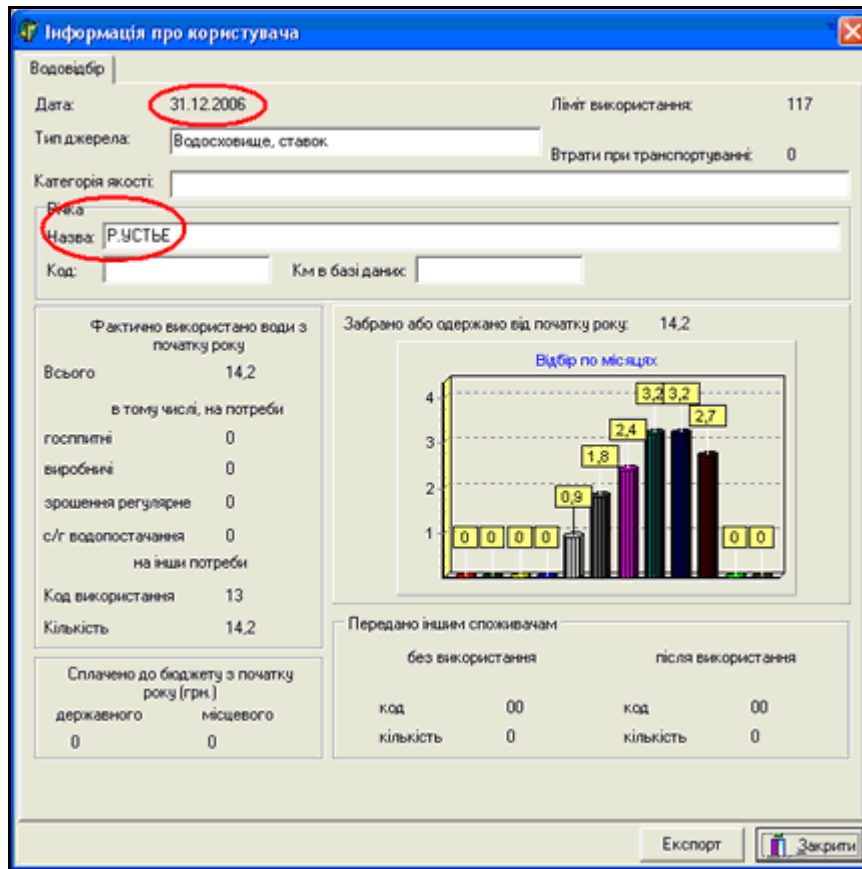 Інформація про користувача
Водовідбір
Дата: 31.12.2006 Ліміт використання: 117
Тип джерела: Водосховище, ставок
Втрати при транспортуванні: 0
Категорія якості:
Річка
Назва: Р.УСТЬЕ
Код: Км в базі даних:
Фактично використано води з
початку року
Всього 14,2
в тому числі, на потреби
госппитні 0
виробничі 0
зрошення регулярне 0
с/г водопостачання 0
на інши потреби
Код використання 13
Кількість 14,2
Сплачено до бюджету з початку
року (грн.)
державного місцевого
0 0
Забрано або одержано від початку року: 14,2
Відбір по місяцях
4
3
2
1
0 0 0 0 0,9 1,8 2,4 3,2 3,2 2,7 0 0
Передано іншим споживачам
без використання після використання
код 00 код 00
кількість 0 кількість 0
Експорт Закрити